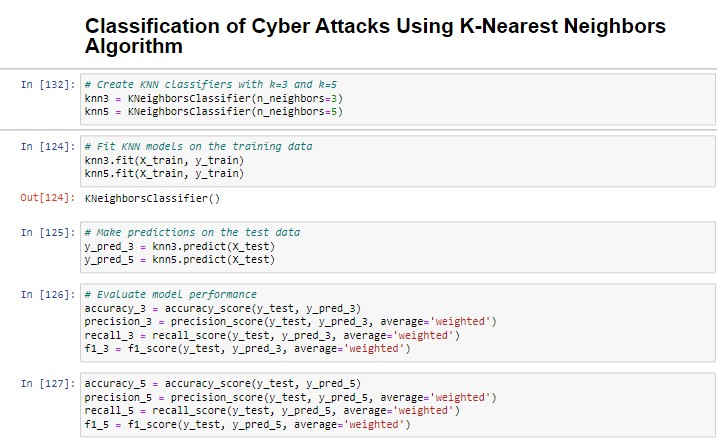 Classification of Cyber Attacks Using K-Nearest Neighbors
Algorithm
In [132]: # Create KNN classifiers with k=3 and k=5
knn3 = KNeighborsClassifier(n_neighbors=3)
knn5 = KNeighborsClassifier(n_neighbors=5)
In [124]: # Fit KNN models on the training data
knn3.fit(X_train, y_train)
knn5.fit(X_train, y_train)
Out[124]: KNeighborsClassifier()
In [125]: # Make predictions on the test data
y_pred_3 = knn3.predict(X_test)
y_pred_5 = knn5.predict(X_test)
In [126]: # Evaluate model performance
accuracy_3 = accuracy_score(y_test, y_pred_3)
precision_3 = precision_score(y_test, y_pred_3, average='weighted')
recall_3 = recall_score(y_test, y_pred_3, average='weighted')
f1_3 = f1_score(y_test, y_pred_3, average='weighted')
In [127]: accuracy_5 = accuracy_score(y_test, y_pred_5)
precision_5 = precision_score(y_test, y_pred_5, average='weighted')
recall_5 = recall_score(y_test, y_pred_5, average='weighted')
f1_5 = f1_score(y_test, y_pred_5, average='weighted')